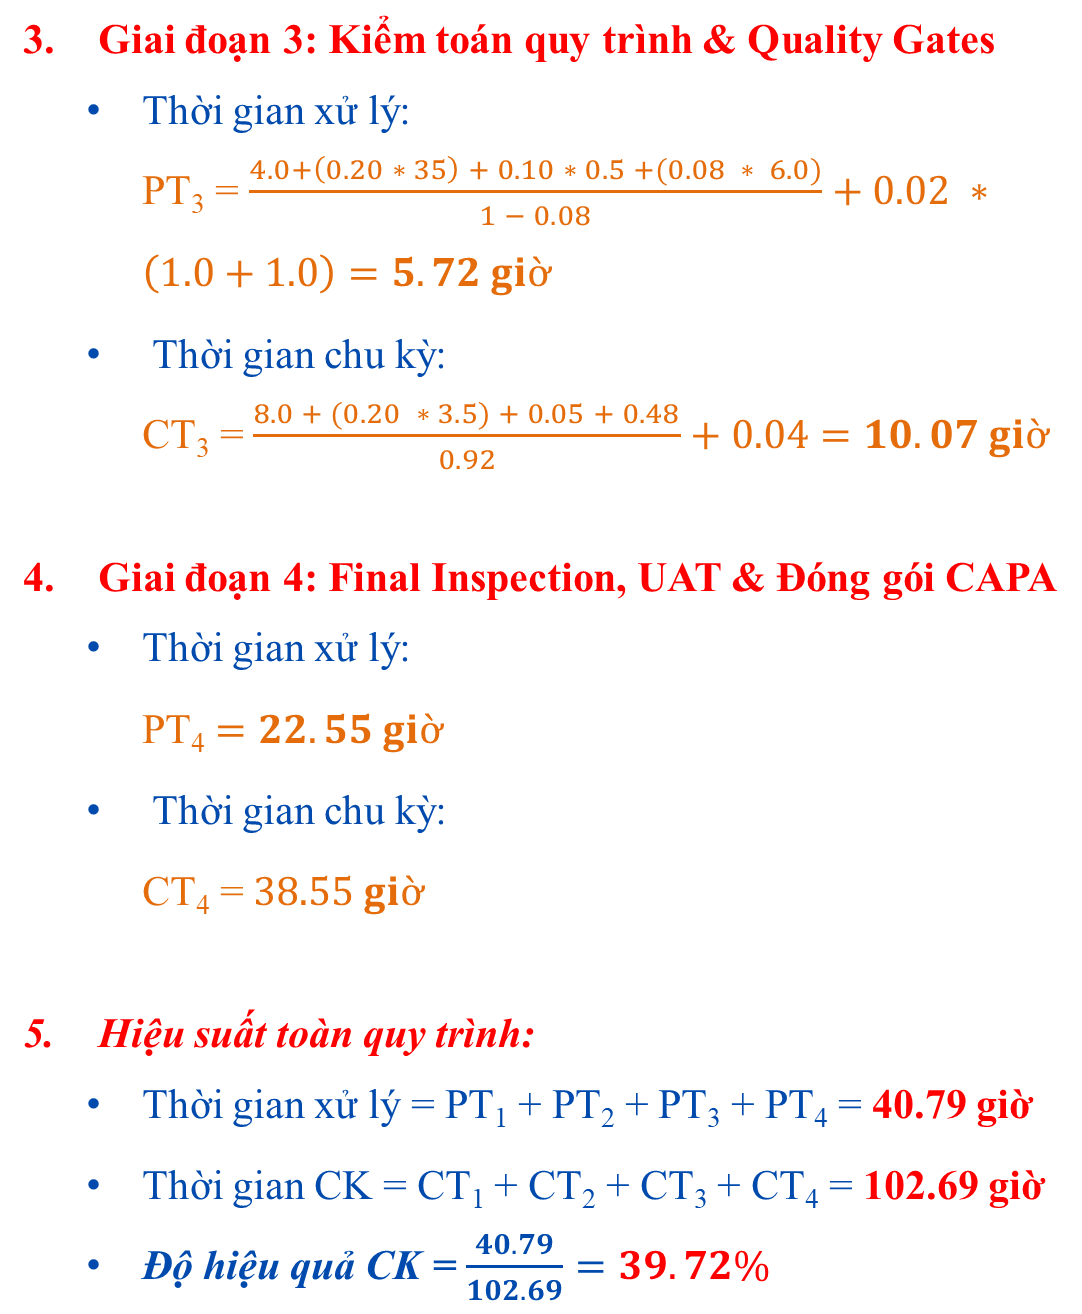 3. Giai đoạn 3: Kiểm toán quy trình & Quality Gates
• Thời gian xử lý:
PT₃ = (4.0+(0.20 * 35) + 0.10 * 0.5 +(0.08 * 6.0))/(1 − 0.08) + 0.02 *
(1.0 + 1.0) = 5.72 giờ
• Thời gian chu kỳ:
CT₃ = (8.0 + (0.20 * 3.5) + 0.05 + 0.48)/(0.92) + 0.04 = 10.07 giờ
4. Giai đoạn 4: Final Inspection, UAT & Đóng gói CAPA
• Thời gian xử lý:
PT₄ = 22.55 giờ
• Thời gian chu kỳ:
CT₄ = 38.55 giờ
5. Hiệu suất toàn quy trình:
• Thời gian xử lý = PT₁ + PT₂ + PT₃ + PT₄ = 40.79 giờ
• Thời gian CK = CT₁ + CT₂ + CT₃ + CT₄ = 102.69 giờ
• Độ hiệu quả CK = 40.79/102.69 = 39.72%